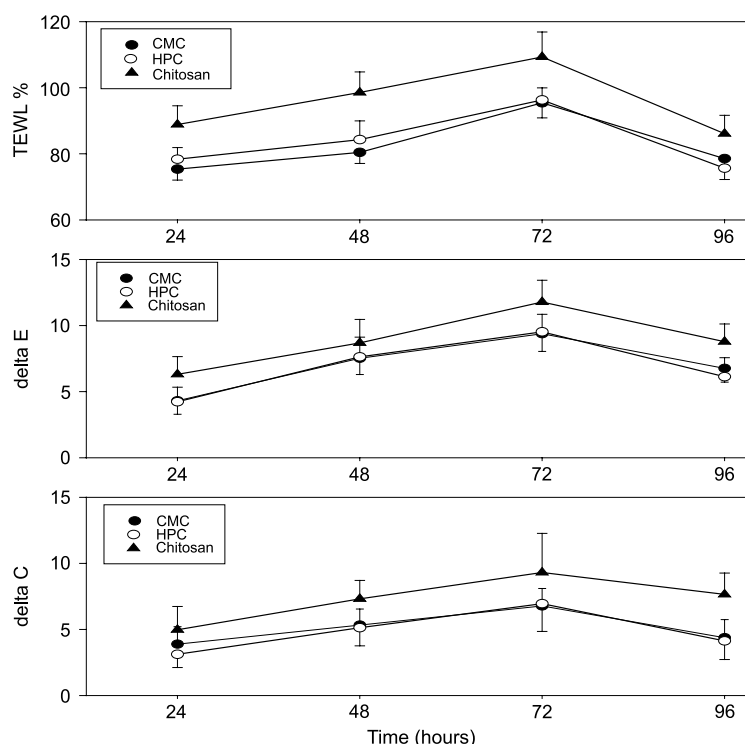 120
CMC
HPC
Chitosan
100
TEWL %
80
60
24 48 72 96
15
CMC
HPC
Chitosan
10
delta E
5
0
24 48 72 96
15
CMC
HPC
Chitosan
10
delta C
5
0
24 48 72 96
Time (hours)